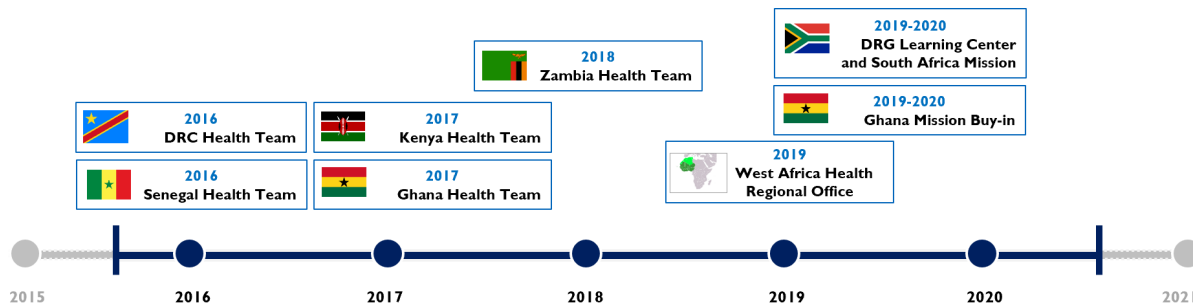 2019-2020
DRG Learning Center
and South Africa Mission
2018
Zambia Health Team
2019-2020
Ghana Mission Buy-in
2016
DRC Health Team
2017
Kenya Health Team
2019
West Africa Health
Regional Office
2016
Senegal Health Team
2017
Ghana Health Team
2015
2016
2017
2018
2019
2020
2021